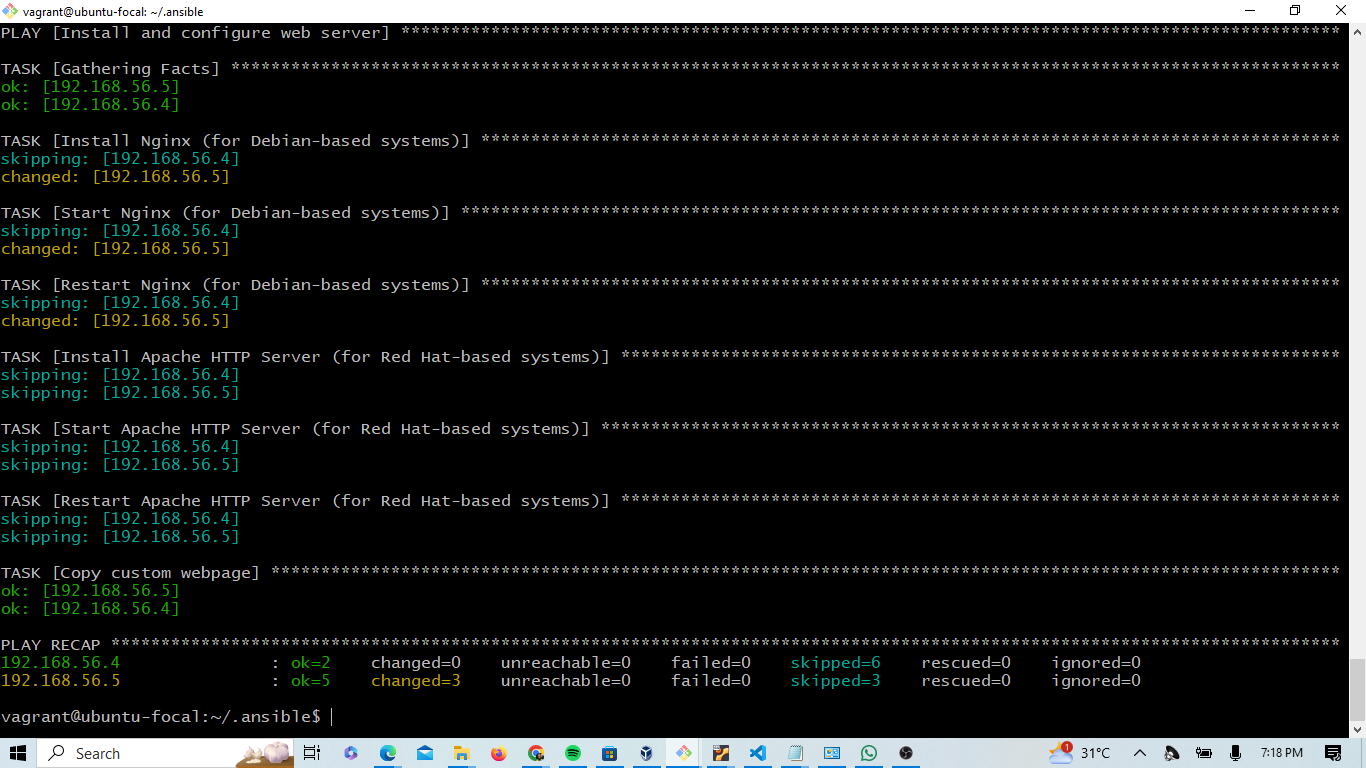 vagrant@ubuntu-focal: ~/.ansible
PLAY [Install and configure web server] **********************************************************************************************
TASK [Gathering Facts] ***************************************************************************************************************
ok: [192.168.56.5]
ok: [192.168.56.4]
TASK [Install Nginx (for Debian-based systems)] **************************************************************************************
skipping: [192.168.56.4]
changed: [192.168.56.5]
TASK [Start Nginx (for Debian-based systems)] ****************************************************************************************
skipping: [192.168.56.4]
changed: [192.168.56.5]
TASK [Restart Nginx (for Debian-based systems)] **************************************************************************************
skipping: [192.168.56.4]
changed: [192.168.56.5]
TASK [Install Apache HTTP Server (for Red Hat-based systems)] ************************************************************************
skipping: [192.168.56.4]
skipping: [192.168.56.5]
TASK [Start Apache HTTP Server (for Red Hat-based systems)] **************************************************************************
skipping: [192.168.56.4]
skipping: [192.168.56.5]
TASK [Restart Apache HTTP Server (for Red Hat-based systems)] ************************************************************************
skipping: [192.168.56.4]
skipping: [192.168.56.5]
TASK [Copy custom webpage] ***********************************************************************************************************
ok: [192.168.56.5]
ok: [192.168.56.4]
PLAY RECAP ***************************************************************************************************************************
192.168.56.4               : ok=2    changed=0    unreachable=0    failed=0    skipped=6    rescued=0    ignored=0
192.168.56.5               : ok=5    changed=3    unreachable=0    failed=0    skipped=3    rescued=0    ignored=0
vagrant@ubuntu-focal:~/.ansible$
Search 1 31°C 7:18 PM